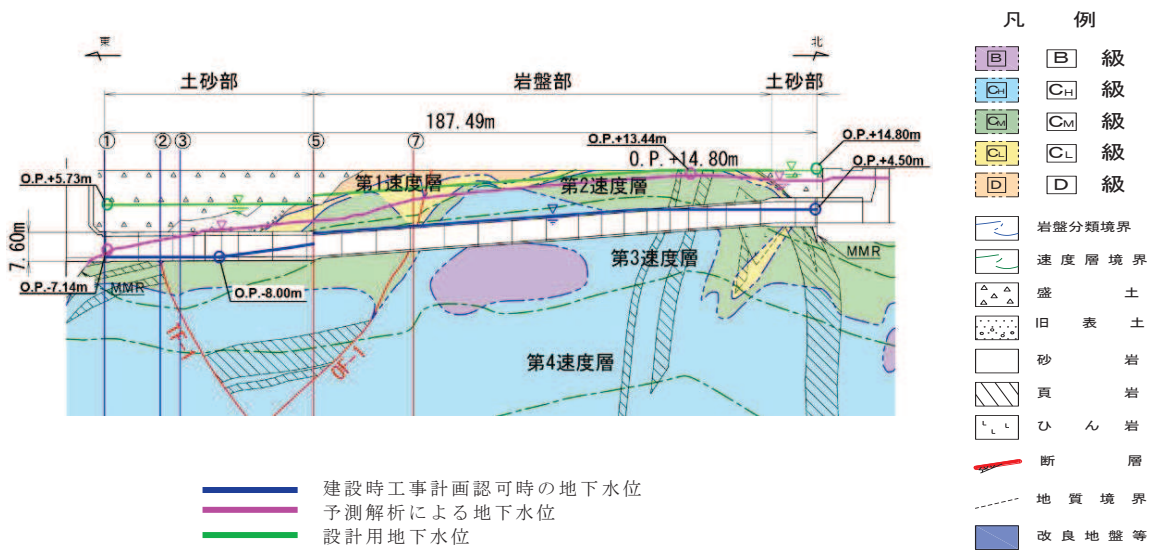 東
北
土砂部
岩盤部
土砂部
187.49m
① ② ③ ⑤ ⑦
O.P.+13.44m
O.P.+14.80m
O.P.+14.80m
O.P.+4.50m
O.P.+5.73m
第1速度層
第2速度層
7.60m
第3速度層
MMR
MMR
O.P.-7.14m
O.P.-8.00m
TF-1
OF-1
第4速度層
建設時工事計画認可時の地下水位
予測解析による地下水位
設計用地下水位
凡 例
B B 級
CH CH 級
CM CM 級
CL CL 級
D D 級
岩盤分類境界
速度層境界
盛土
旧表土
砂岩
頁岩
ひん岩
断層
地質境界
改良地盤等